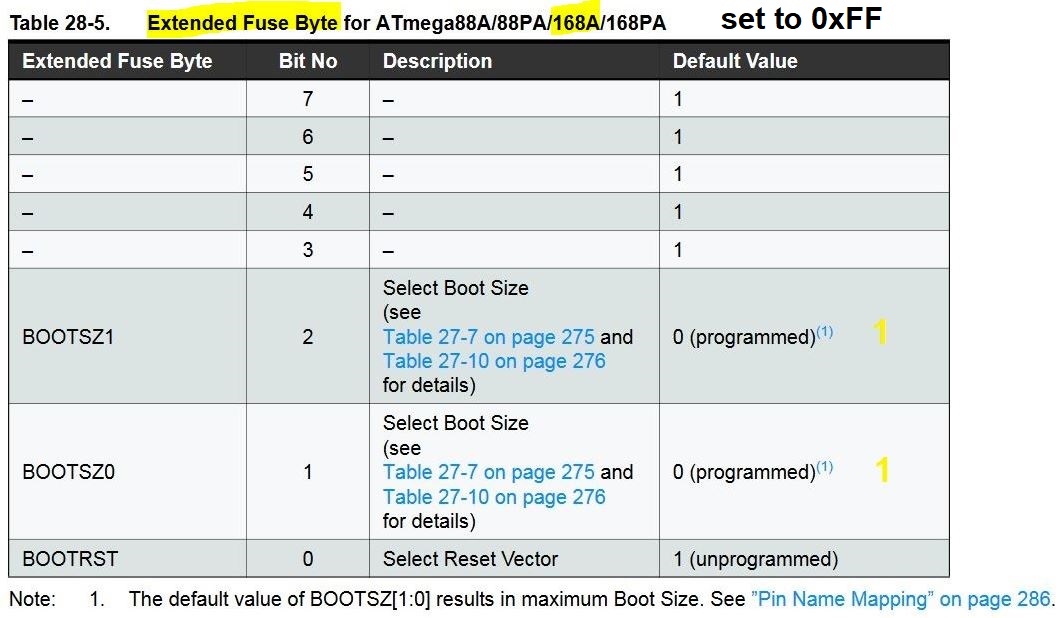 Table 28-5. Extended Fuse Byte for ATmega88A/88PA/168A/168PA set to 0xFF
Extended Fuse Byte Bit No Description Default Value
– 7 – 1
– 6 – 1
– 5 – 1
– 4 – 1
– 3 – 1
BOOTSZ1 2 Select Boot Size
(see
Table 27-7 on page 275 and
Table 27-10 on page 276
for details) 0 (programmed)(1) 1
BOOTSZ0 1 Select Boot Size
(see
Table 27-7 on page 275 and
Table 27-10 on page 276
for details) 0 (programmed)(1) 1
BOOTRST 0 Select Reset Vector 1 (unprogrammed)
Note: 1. The default value of BOOTSZ[1:0] results in maximum Boot Size. See ”Pin Name Mapping” on page 286.